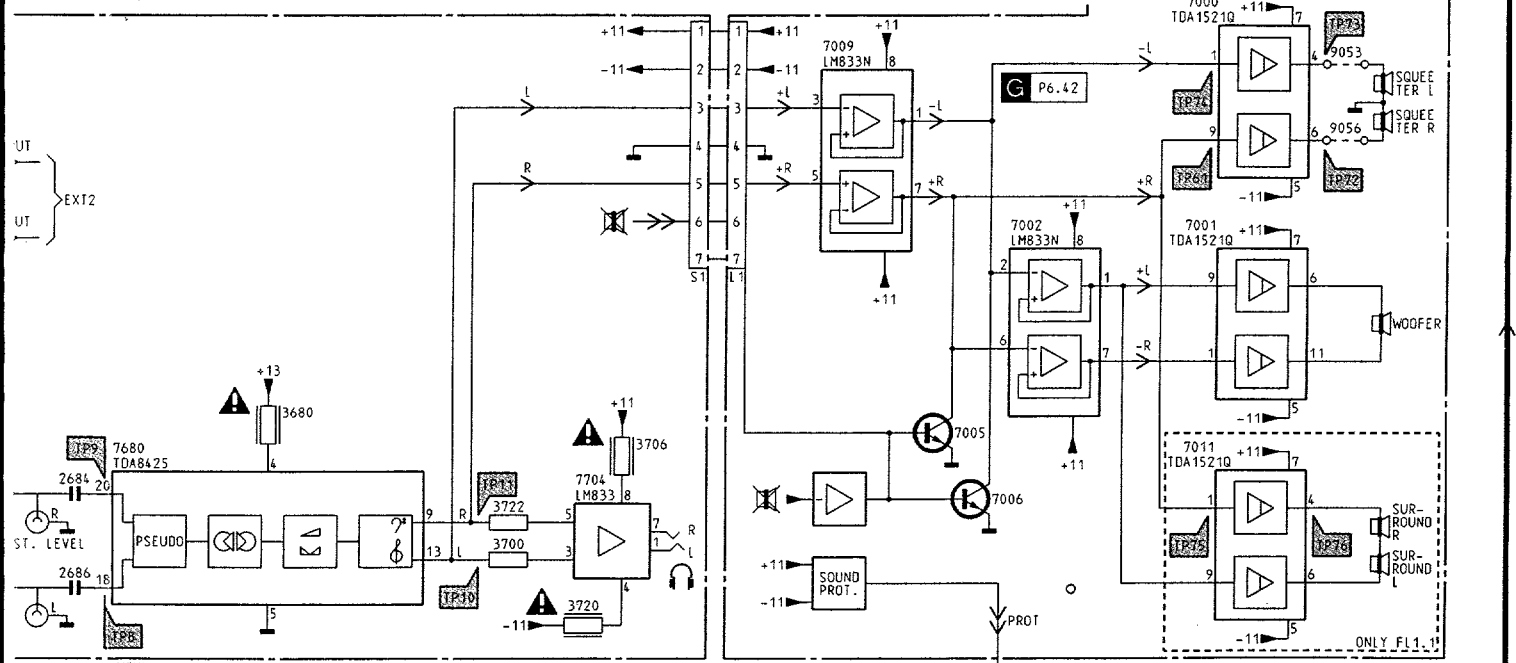 7000
TDA1521Q
+11
7
TP73
9053
4
1
TP74
SQUEE
TER L
SQUEE
TER R
9056
6
9
TP61
TP72
-11
5
+11
1
1
+11
-11
2
2
-11
L
3
3
+L
4
4
R
5
5
+R
6
6
7
7
S1
L1
7009
LM833N
+11
8
3
1
-L
5
7
+R
+11
-L
G
P6.42
+R
UT
EXT2
UT
7002
LM833N
+11
8
2
1
+L
6
7
-R
+11
7001
TDA1521Q
+11
7
9
6
WOOFER
1
11
-11
5
7005
7006
7011
TDA1521Q
+11
7
1
4
SUR-
ROUND
R
TP75
TP76
SUR-
ROUND
L
9
6
-11
5
ONLY FL1.1
+11
-11
SOUND
PROT.
PROT
+13
3680
4
TP9
7680
TDA8425
2684
20
R
ST. LEVEL
2686
18
L
TP8
PSEUDO
5
9
R
13
L
TP11
3722
3700
TP10
+11
3706
7704
LM833
8
5
3
7
R
1
L
4
3720
-11